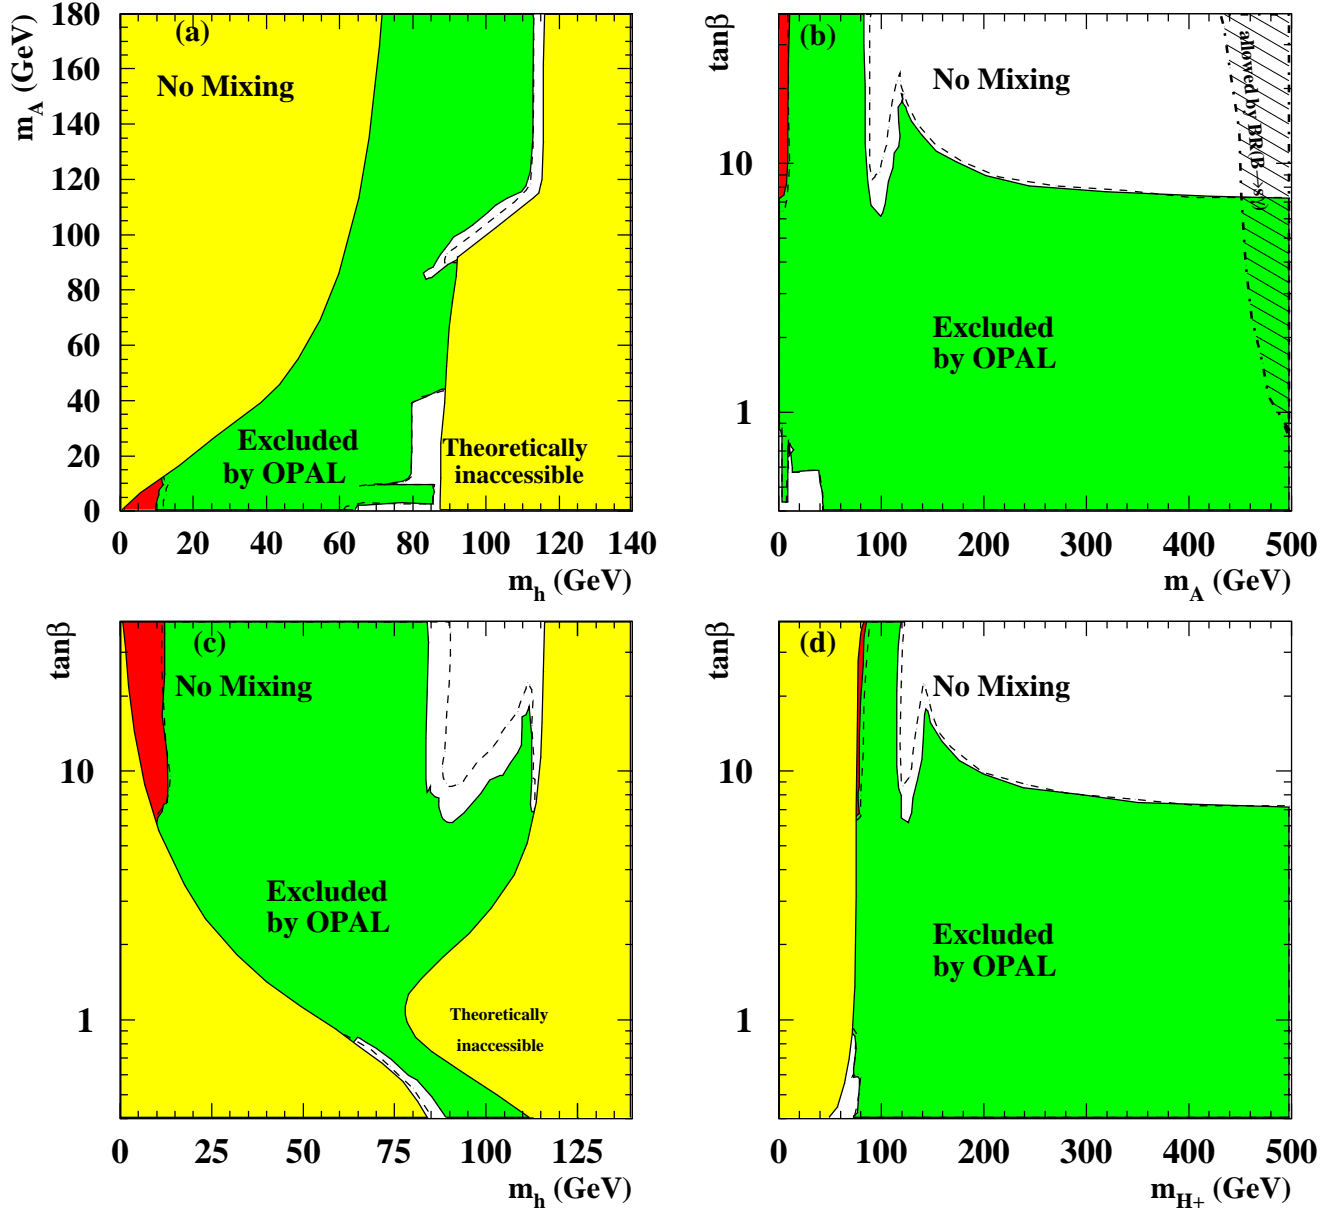 (a)
No Mixing
Excluded
by OPAL
Theoretically
inaccessible
m_A (GeV)
180
160
140
120
100
80
60
40
20
0
0 20 40 60 80 100 120 140
m_h (GeV)
(b)
No Mixing
allowed by BR(B→sγ)
Excluded
by OPAL
tanβ
10
1
0 100 200 300 400 500
m_A (GeV)
(c)
No Mixing
Excluded
by OPAL
Theoretically
inaccessible
tanβ
10
1
0 25 50 75 100 125
m_h (GeV)
(d)
No Mixing
Excluded
by OPAL
tanβ
10
1
0 100 200 300 400 500
m_H+ (GeV)